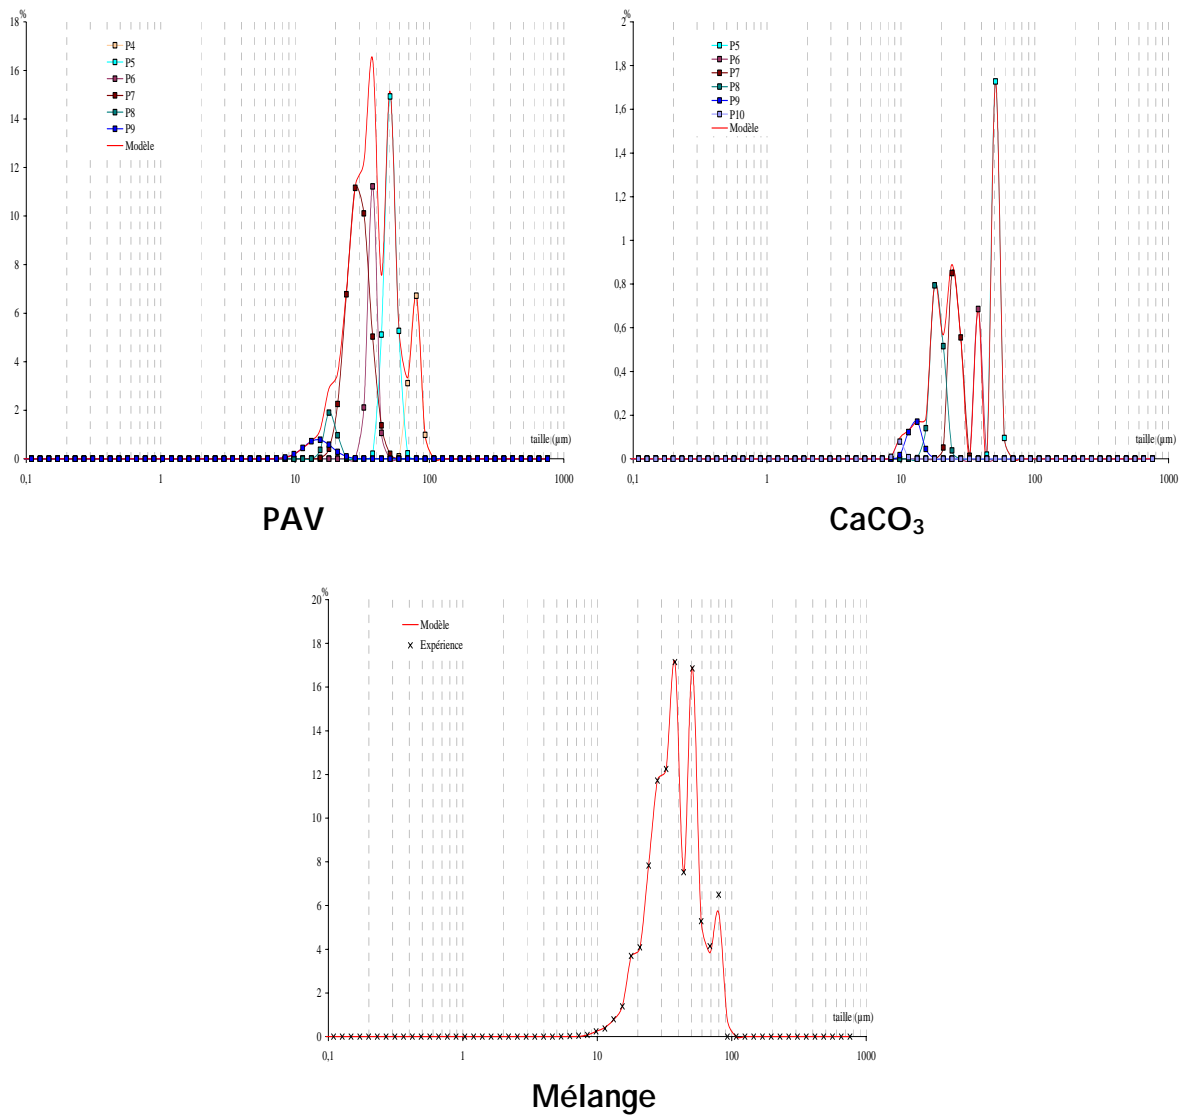 %
18%
16
14
12
10
8
6
4
2
0
P4
P5
P6
P7
P8
P9
Modèle
taille (µm)
0,1 1 10 100 1000
PAV
%
2%
1,8
1,6
1,4
1,2
1
0,8
0,6
0,4
0,2
0
P5
P6
P7
P8
P9
P10
Modèle
taille (µm)
0,1 1 10 100 1000
CaCO₃
%
20
18
16
14
12
10
8
6
4
2
0
Modèle
Expérience
taille (µm)
0,1 1 10 100 1000
Mélange